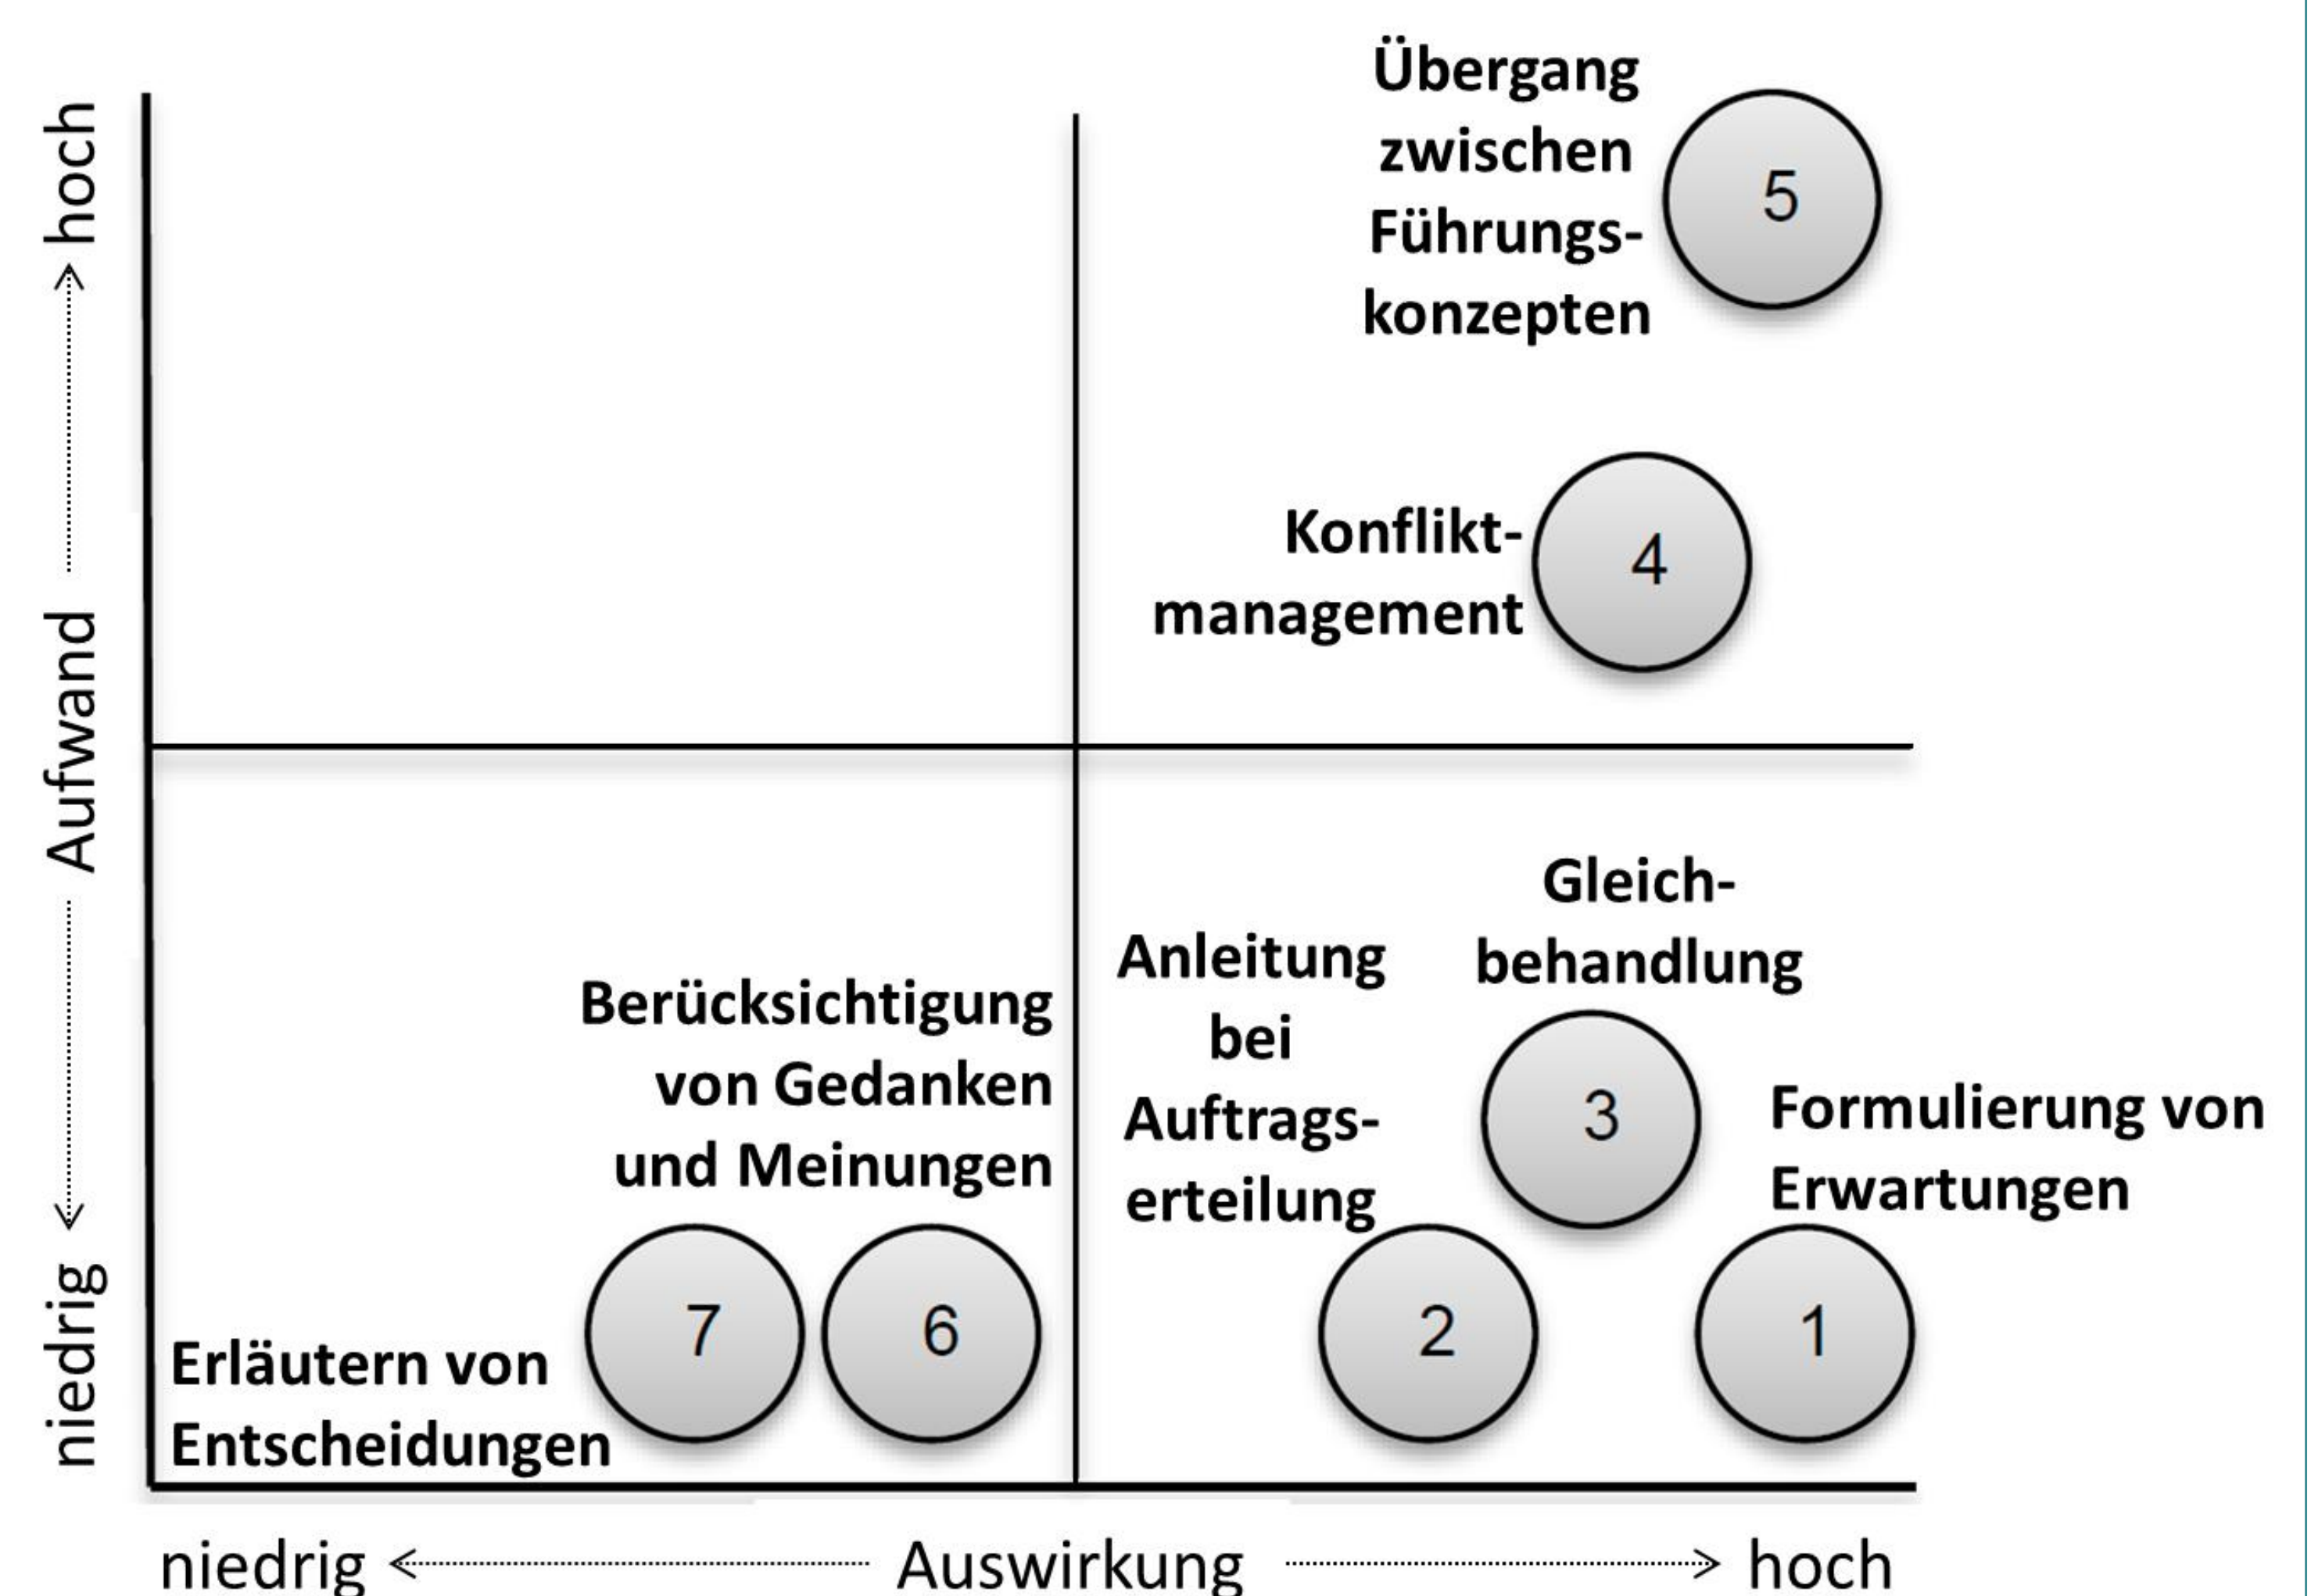 Übergang
zwischen
Führungs-
konzepten
5
Konflikt-
management
4
hoch
Aufwand
niedrig
Berücksichtigung
von Gedanken
und Meinungen
6
Erläutern von
Entscheidungen
7
Anleitung
bei
Auftrags-
erteilung
2
Gleich-
behandlung
3
Formulierung von
Erwartungen
1
niedrig
Auswirkung
hoch